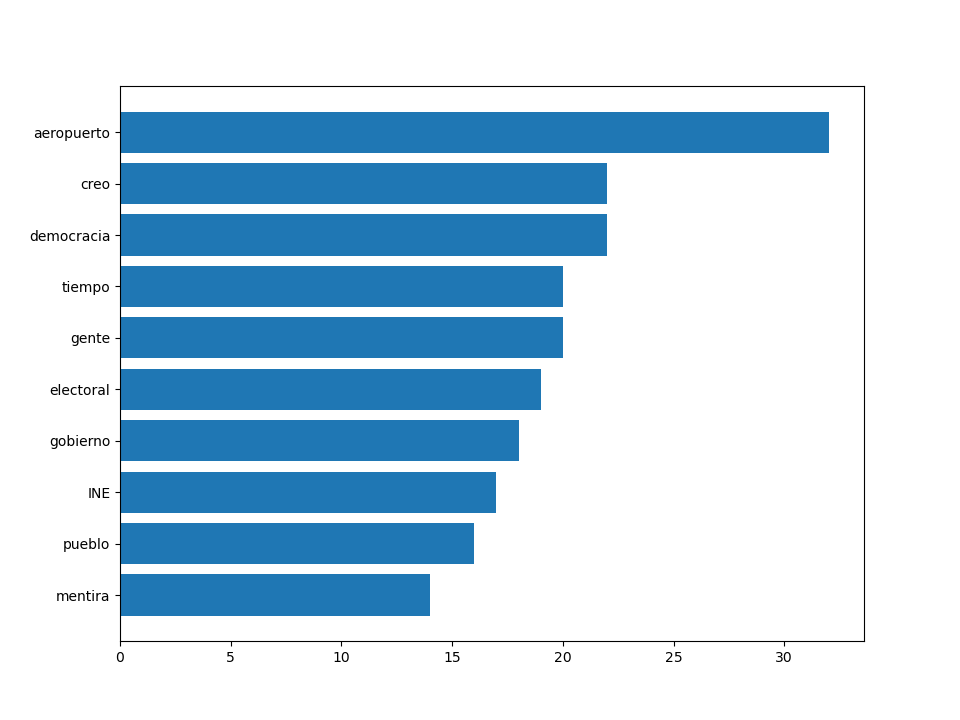 aeropuerto
creo
democracia
tiempo
gente
electoral
gobierno
INE
pueblo
mentira
0 5 10 15 20 25 30